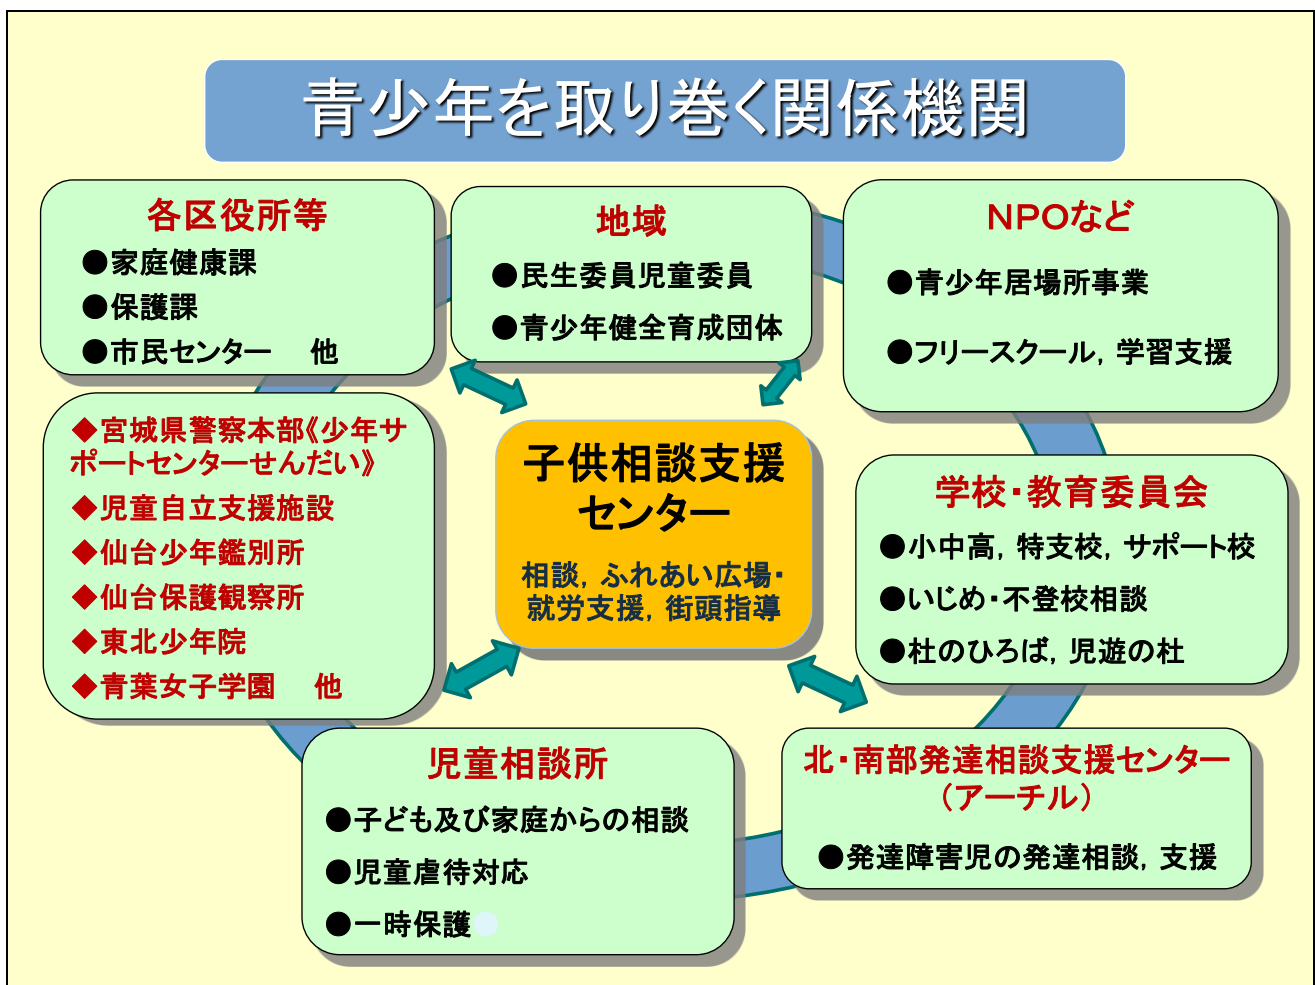 青少年を取り巻く関係機関
各区役所等
●家庭健康課
●保護課
●市民センター　他
地域
●民生委員児童委員
●青少年健全育成団体
NPOなど
●青少年居場所事業
●フリースクール, 学習支援
◆宮城県警察本部《少年サ
ポートセンターせんだい》
◆児童自立支援施設
◆仙台少年鑑別所
◆仙台保護観察所
◆東北少年院
◆青葉女子学園　他
子供相談支援
センター
相談, ふれあい広場・
就労支援, 街頭指導
学校・教育委員会
●小中高, 特支校, サポート校
●いじめ・不登校相談
●杜のひろば, 児遊の杜
児童相談所
●子ども及び家庭からの相談
●児童虐待対応
●一時保護●
北・南部発達相談支援センター
（アーチル）
●発達障害児の発達相談, 支援